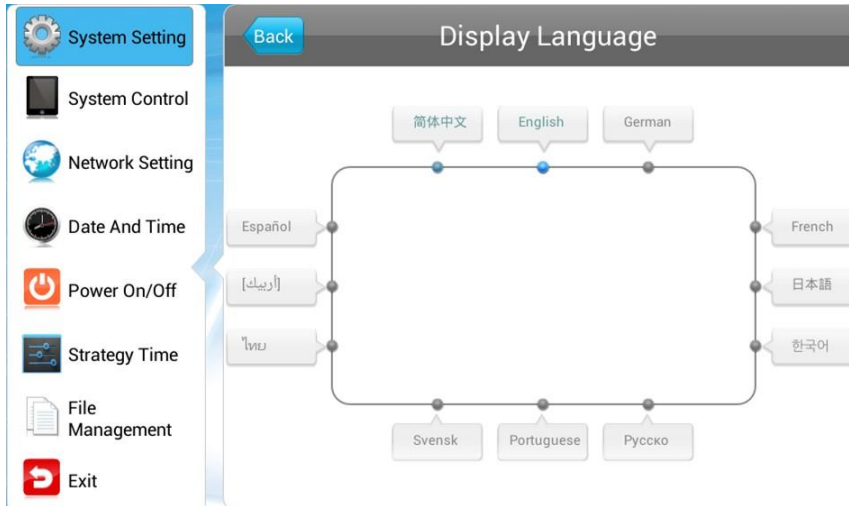 System Setting
System Control
Network Setting
Date And Time
Power On/Off
Strategy Time
File
Management
Exit
Back
Display Language
简体中文
English
German
Español
[أربيك]
ไทย
French
日本語
한국어
Svensk
Portuguese
Русско